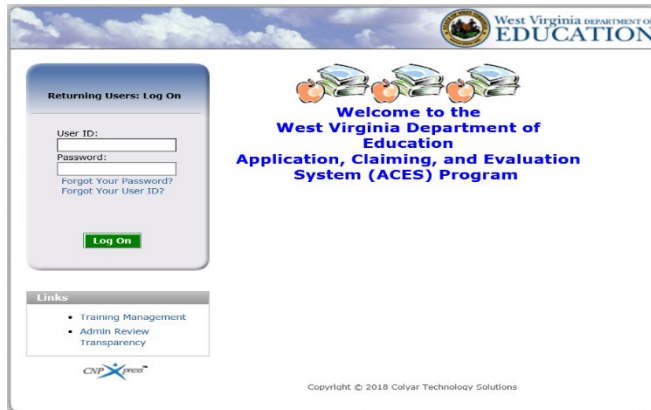 West Virginia DEPARTMENT OF
EDUCATION
Returning Users: Log On
User ID:
Password:
Forgot Your Password?
Forgot Your User ID?
Log On
Welcome to the
West Virginia Department of
Education
Application, Claiming, and Evaluation
System (ACES) Program
Links
Training Management
Admin Review
Transparency
CNP Xpress
Copyright © 2018 Colyar Technology Solutions